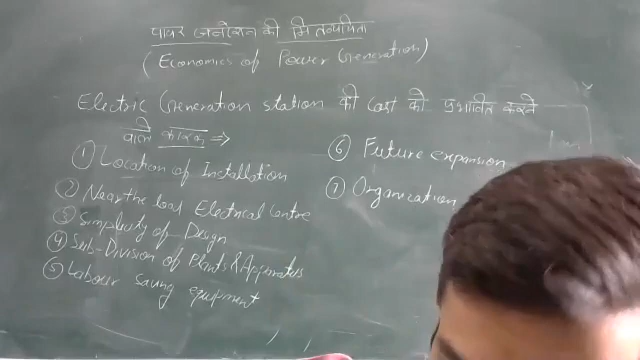 पावर जनरेशन की मितव्ययिता
(Economics of Power Generation)
Electric Generation station की cost को प्रभावित करने
वाले कारक ⇒
① Location of Installation
② Near the load Electrical Centre
③ Simplicity of Design
④ Sub-Division of Plants & Apparatus
⑤ Labour saving equipment
⑥ Future expansion
⑦ Organication